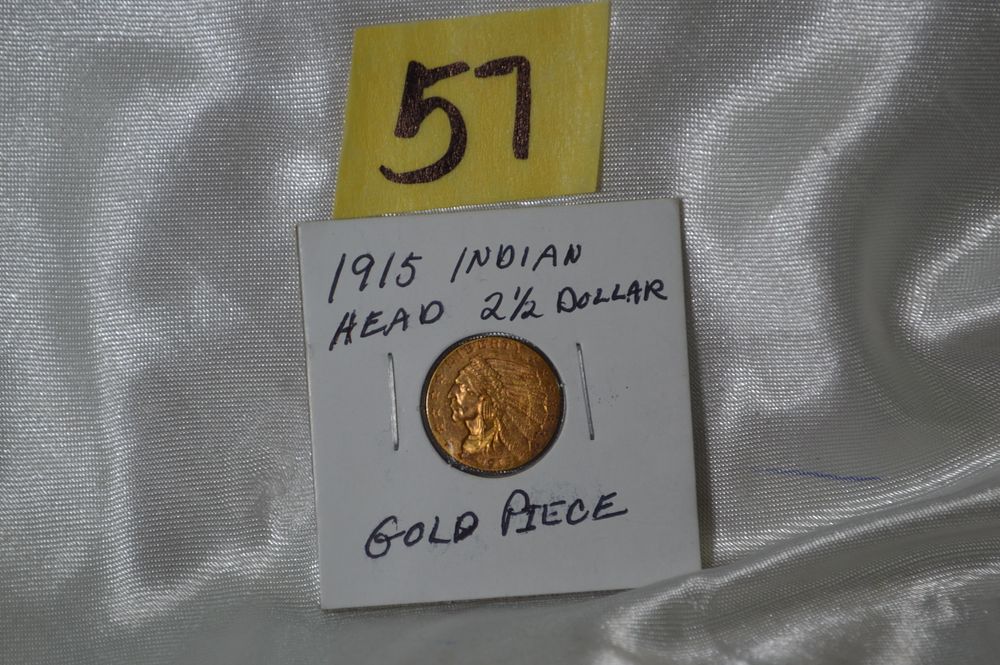 57
1915 INDIAN
HEAD 2½ DOLLAR
GOLD PIECE